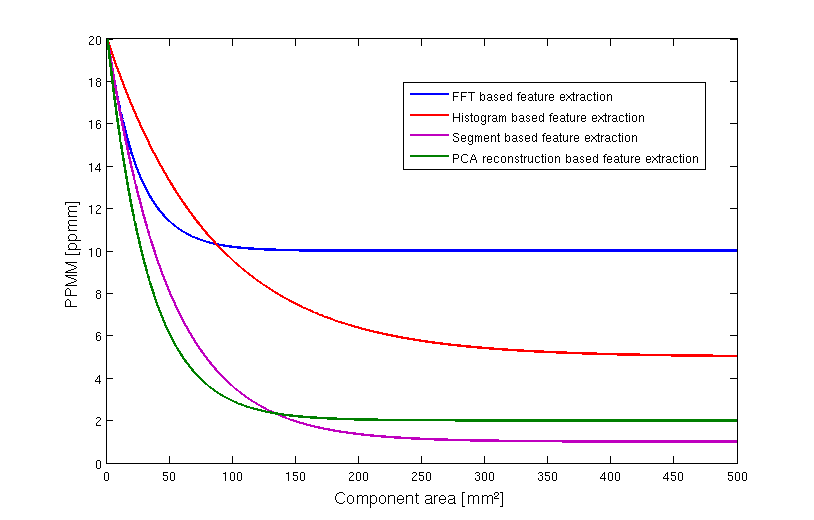 20
18
16
14
12
10
8
6
4
2
0
PPMM [ppmm]
FFT based feature extraction
Histogram based feature extraction
Segment based feature extraction
PCA reconstruction based feature extraction
0 50 100 150 200 250 300 350 400 450 500
Component area [mm²]